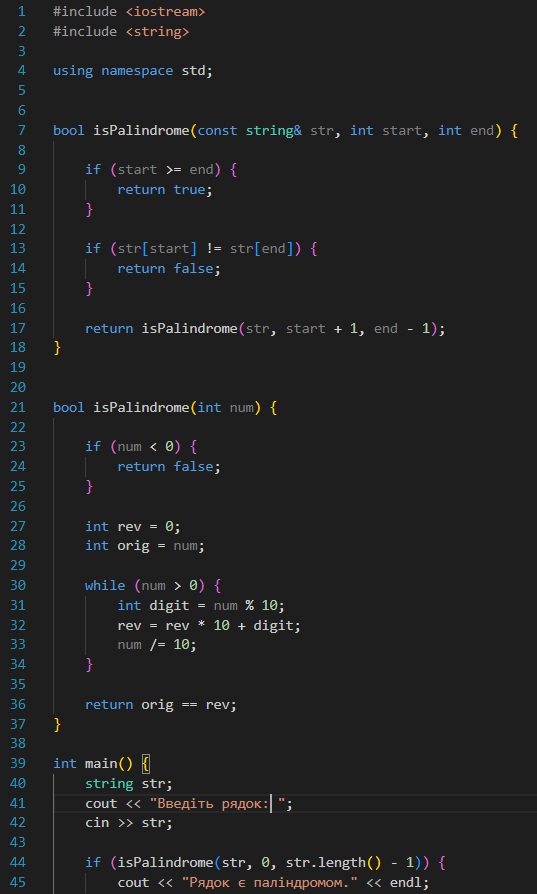 1 #include <iostream>
2 #include <string>
3
4 using namespace std;
5
6
7 bool isPalindrome(const string& str, int start, int end) {
8
9     if (start >= end) {
10         return true;
11     }
12
13     if (str[start] != str[end]) {
14         return false;
15     }
16
17     return isPalindrome(str, start + 1, end - 1);
18 }
19
20
21 bool isPalindrome(int num) {
22
23     if (num < 0) {
24         return false;
25     }
26
27     int rev = 0;
28     int orig = num;
29
30     while (num > 0) {
31         int digit = num % 10;
32         rev = rev * 10 + digit;
33         num /= 10;
34     }
35
36     return orig == rev;
37 }
38
39 int main() {
40     string str;
41     cout << "Введіть рядок: ";
42     cin >> str;
43
44     if (isPalindrome(str, 0, str.length() - 1)) {
45         cout << "Рядок є паліндромом." << endl;